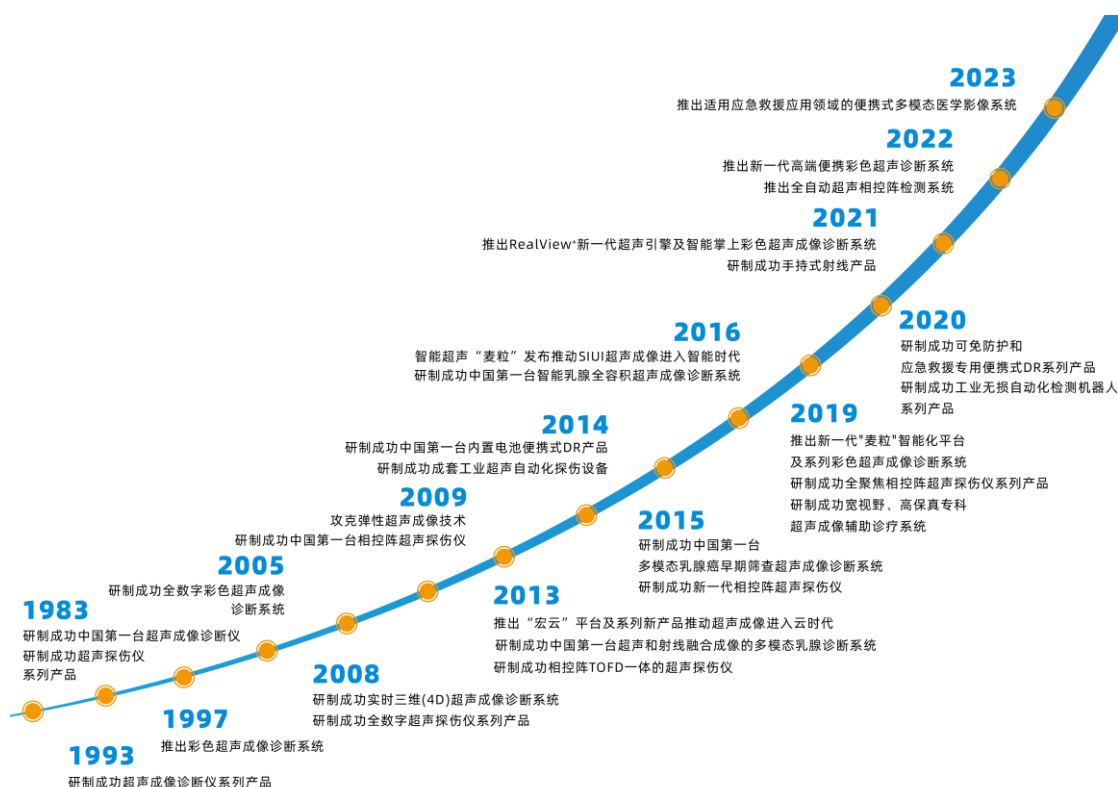 2023
推出适用应急救援应用领域的便携式多模态医学影像系统
2022
推出新一代高端便携彩色超声诊断系统
推出全自动超声相控阵检测系统
2021
推出RealView⁺新一代超声引擎及智能掌上彩色超声成像诊断系统
研制成功手持式射线产品
2020
研制成功可免防护和
应急救援专用便携式DR系列产品
研制成功工业无损自动化检测机器人
系列产品
2016
智能超声“麦粒”发布推动SIUI超声成像进入智能时代
研制成功中国第一台智能乳腺全容积超声成像诊断系统
2019
推出新一代"麦粒"智能化平台
及系列彩色超声成像诊断系统
研制成功全聚焦相控阵超声探伤仪系列产品
研制成功宽视野、高保真专科
超声成像辅助诊疗系统
2014
研制成功中国第一台内置电池便携式DR产品
研制成功成套工业超声自动化探伤设备
2009
攻克弹性超声成像技术
研制成功中国第一台相控阵超声探伤仪
2015
研制成功中国第一台
多模态乳腺癌早期筛查超声成像诊断系统
研制成功新一代相控阵超声探伤仪
2005
研制成功全数字彩色超声成像
诊断系统
2013
推出“宏云”平台及系列新产品推动超声成像进入云时代
研制成功中国第一台超声和射线融合成像的多模态乳腺诊断系统
研制成功相控阵TOFD一体的超声探伤仪
1983
研制成功中国第一台超声成像诊断仪
研制成功超声探伤仪
系列产品
2008
研制成功实时三维(4D)超声成像诊断系统
研制成功全数字超声探伤仪系列产品
1997
推出彩色超声成像诊断系统
1993
研制成功超声成像诊断仪系列产品